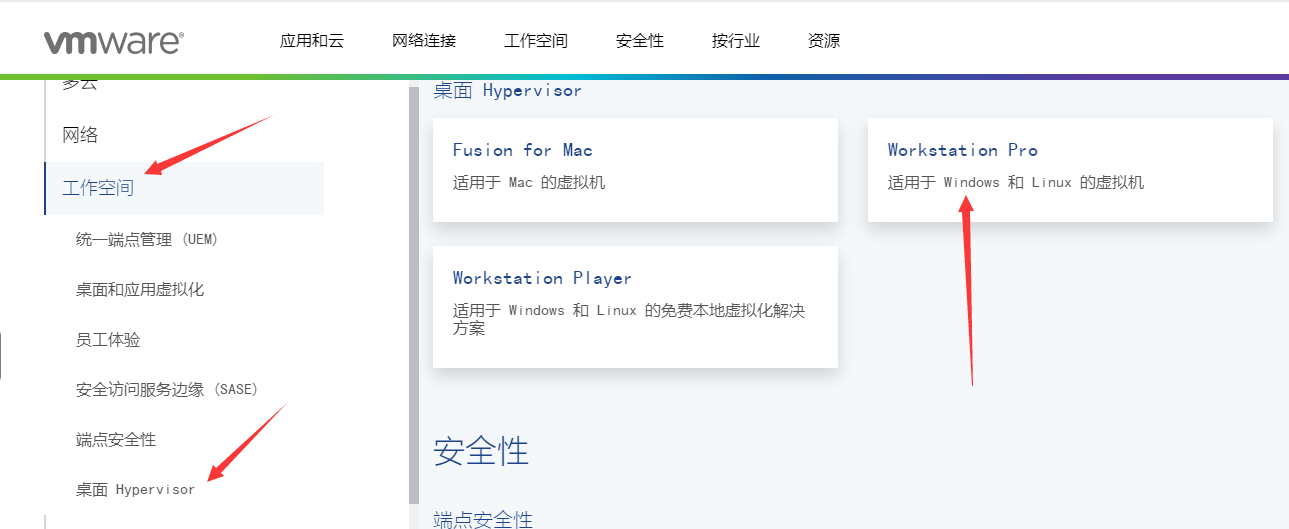 vmware®
应用和云
网络连接
工作空间
安全性
按行业
资源
多云
网络
工作空间
统一端点管理 (UEM)
桌面和应用虚拟化
员工体验
安全访问服务边缘 (SASE)
端点安全性
桌面 Hypervisor
桌面 Hypervisor
Fusion for Mac
适用于 Mac 的虚拟机
Workstation Pro
适用于 Windows 和 Linux 的虚拟机
Workstation Player
适用于 Windows 和 Linux 的免费本地虚拟化解决
方案
安全性
端点安全性